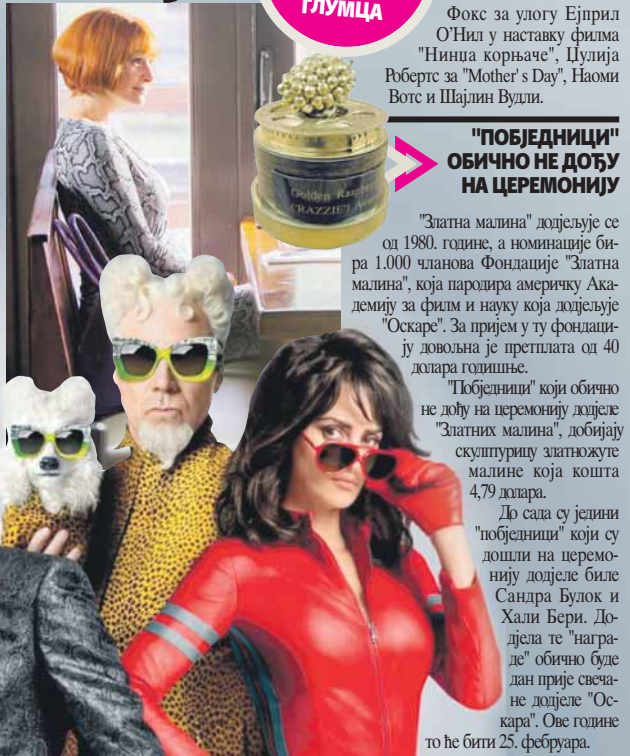 ГЛУМЦА
Фокс за улогу Ејприл
О'Нил у наставку филма
"Нинџа корњаче", Џулија
Робертс за "Mother' s Day", Наоми
Вотс и Шајлин Вудли.
"ПОБЈЕДНИЦИ"
ОБИЧНО НЕ ДОЂУ
НА ЦЕРЕМОНИЈУ
"Златна малина" додјељује се
од 1980. године, а номинације би-
ра 1.000 чланова Фондације "Златна
малина", која пародира америчку Ака-
демију за филм и науку која додјељује
"Оскаре". За пријем у ту фондаци-
ју довољна је претплата од 40
долара годишње.
"Побједници" који обично
не дођу на церемонију додјеле
"Златних малина", добијају
скулптурицу златножуте
малине која кошта
4,79 долара.
До сада су једини
"побједници" који су
дошли на церемо-
нију додјеле биле
Сандра Булок и
Хали Бери. До-
дјела те "награ-
де" обично буде
дан прије свеча-
не додјеле "Ос-
кара". Ове године
то ће бити 25. фебруара.
Golden
RAZZIE